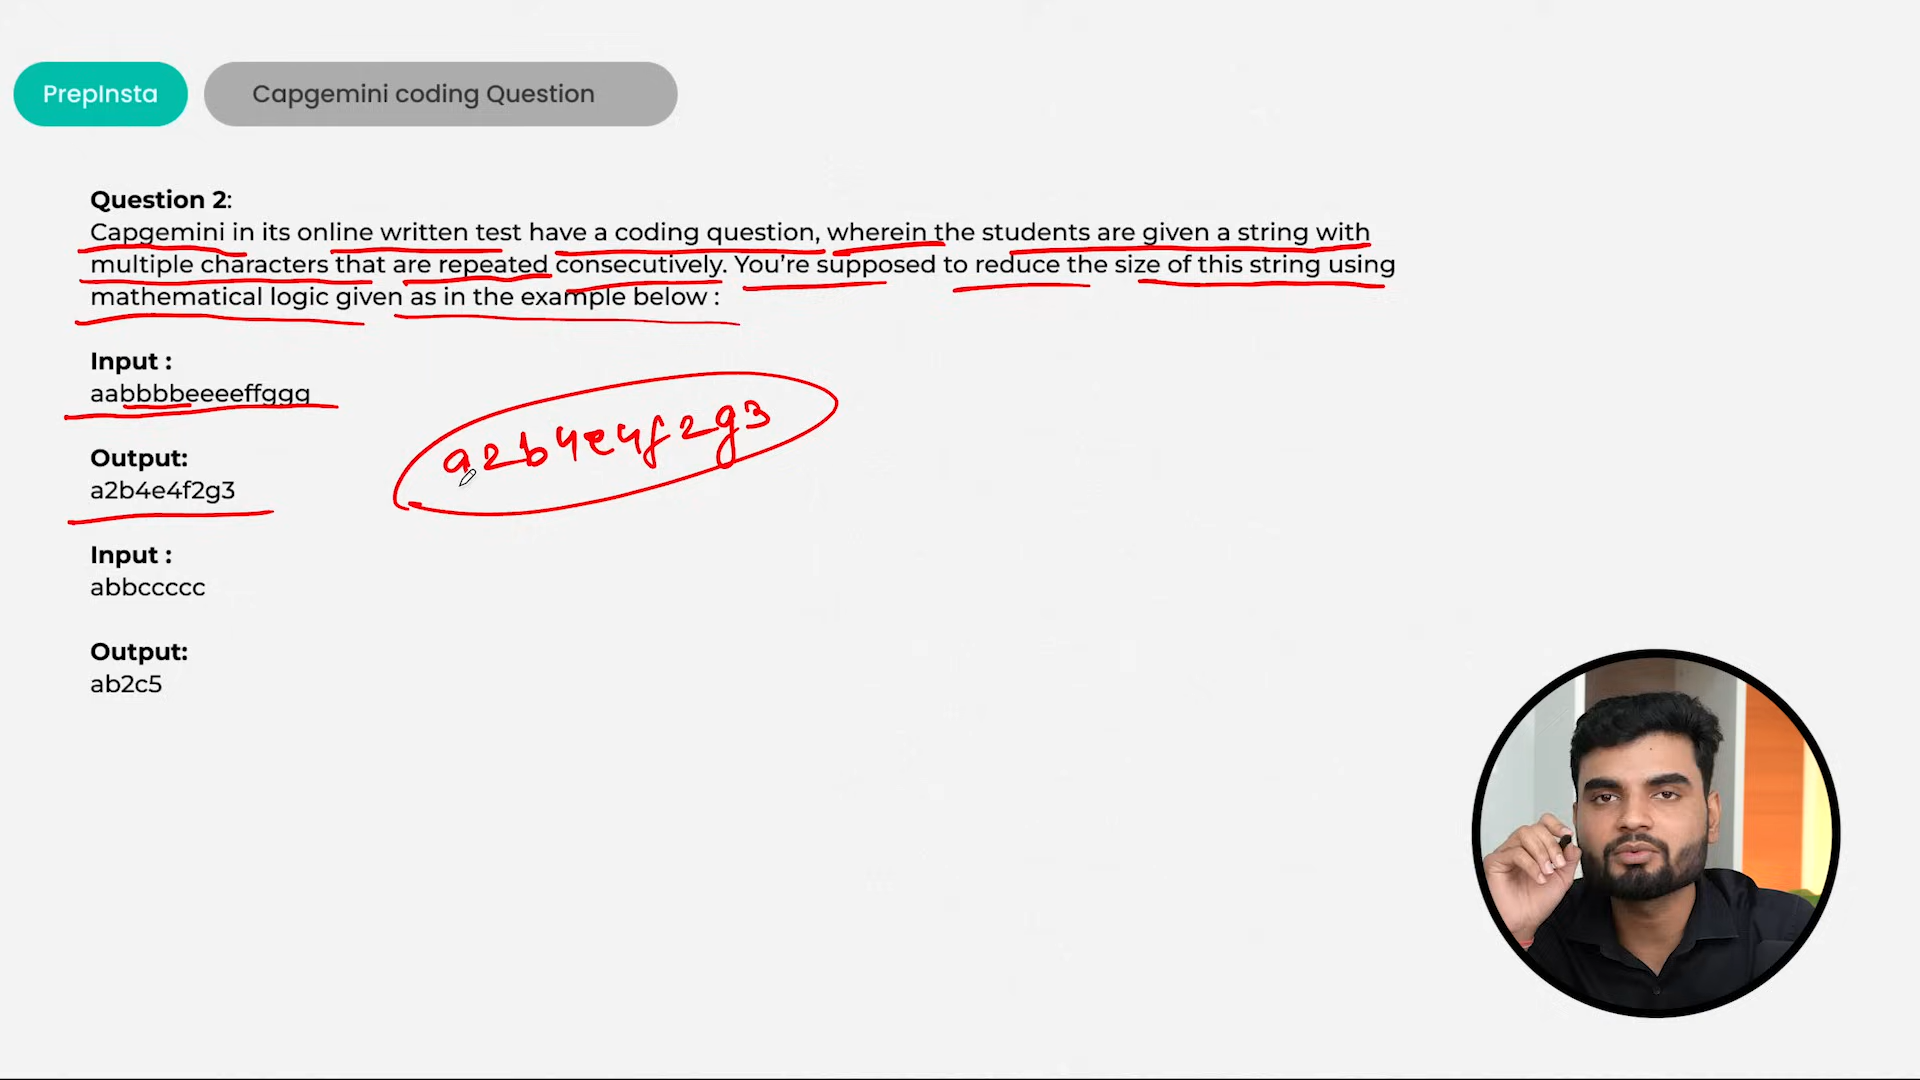 PrepInsta
Capgemini coding Question
Question 2:
Capgemini in its online written test have a coding question, wherein the students are given a string with
multiple characters that are repeated consecutively. You’re supposed to reduce the size of this string using
mathematical logic given as in the example below :
Input :
aabbbbeeeeffggg
a2b4e4f2g3
Output:
a2b4e4f2g3
Input :
abbccccc
Output:
ab2c5